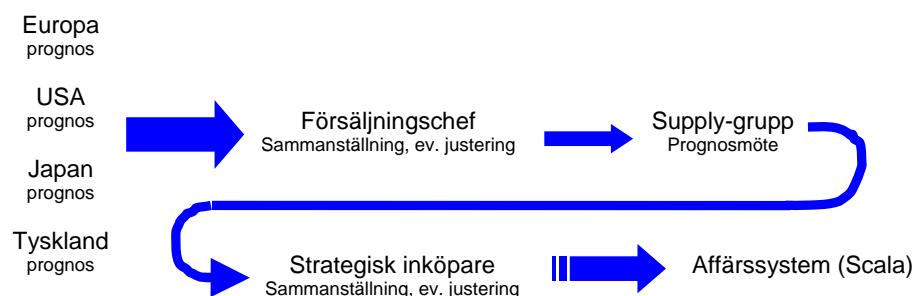 Europa
prognos
USA
prognos
Japan
prognos
Tyskland
prognos
Försäljningschef
Sammanställning, ev. justering
Supply-grupp
Prognosmöte
Strategisk inköpare
Sammanställning, ev. justering
Affärssystem (Scala)